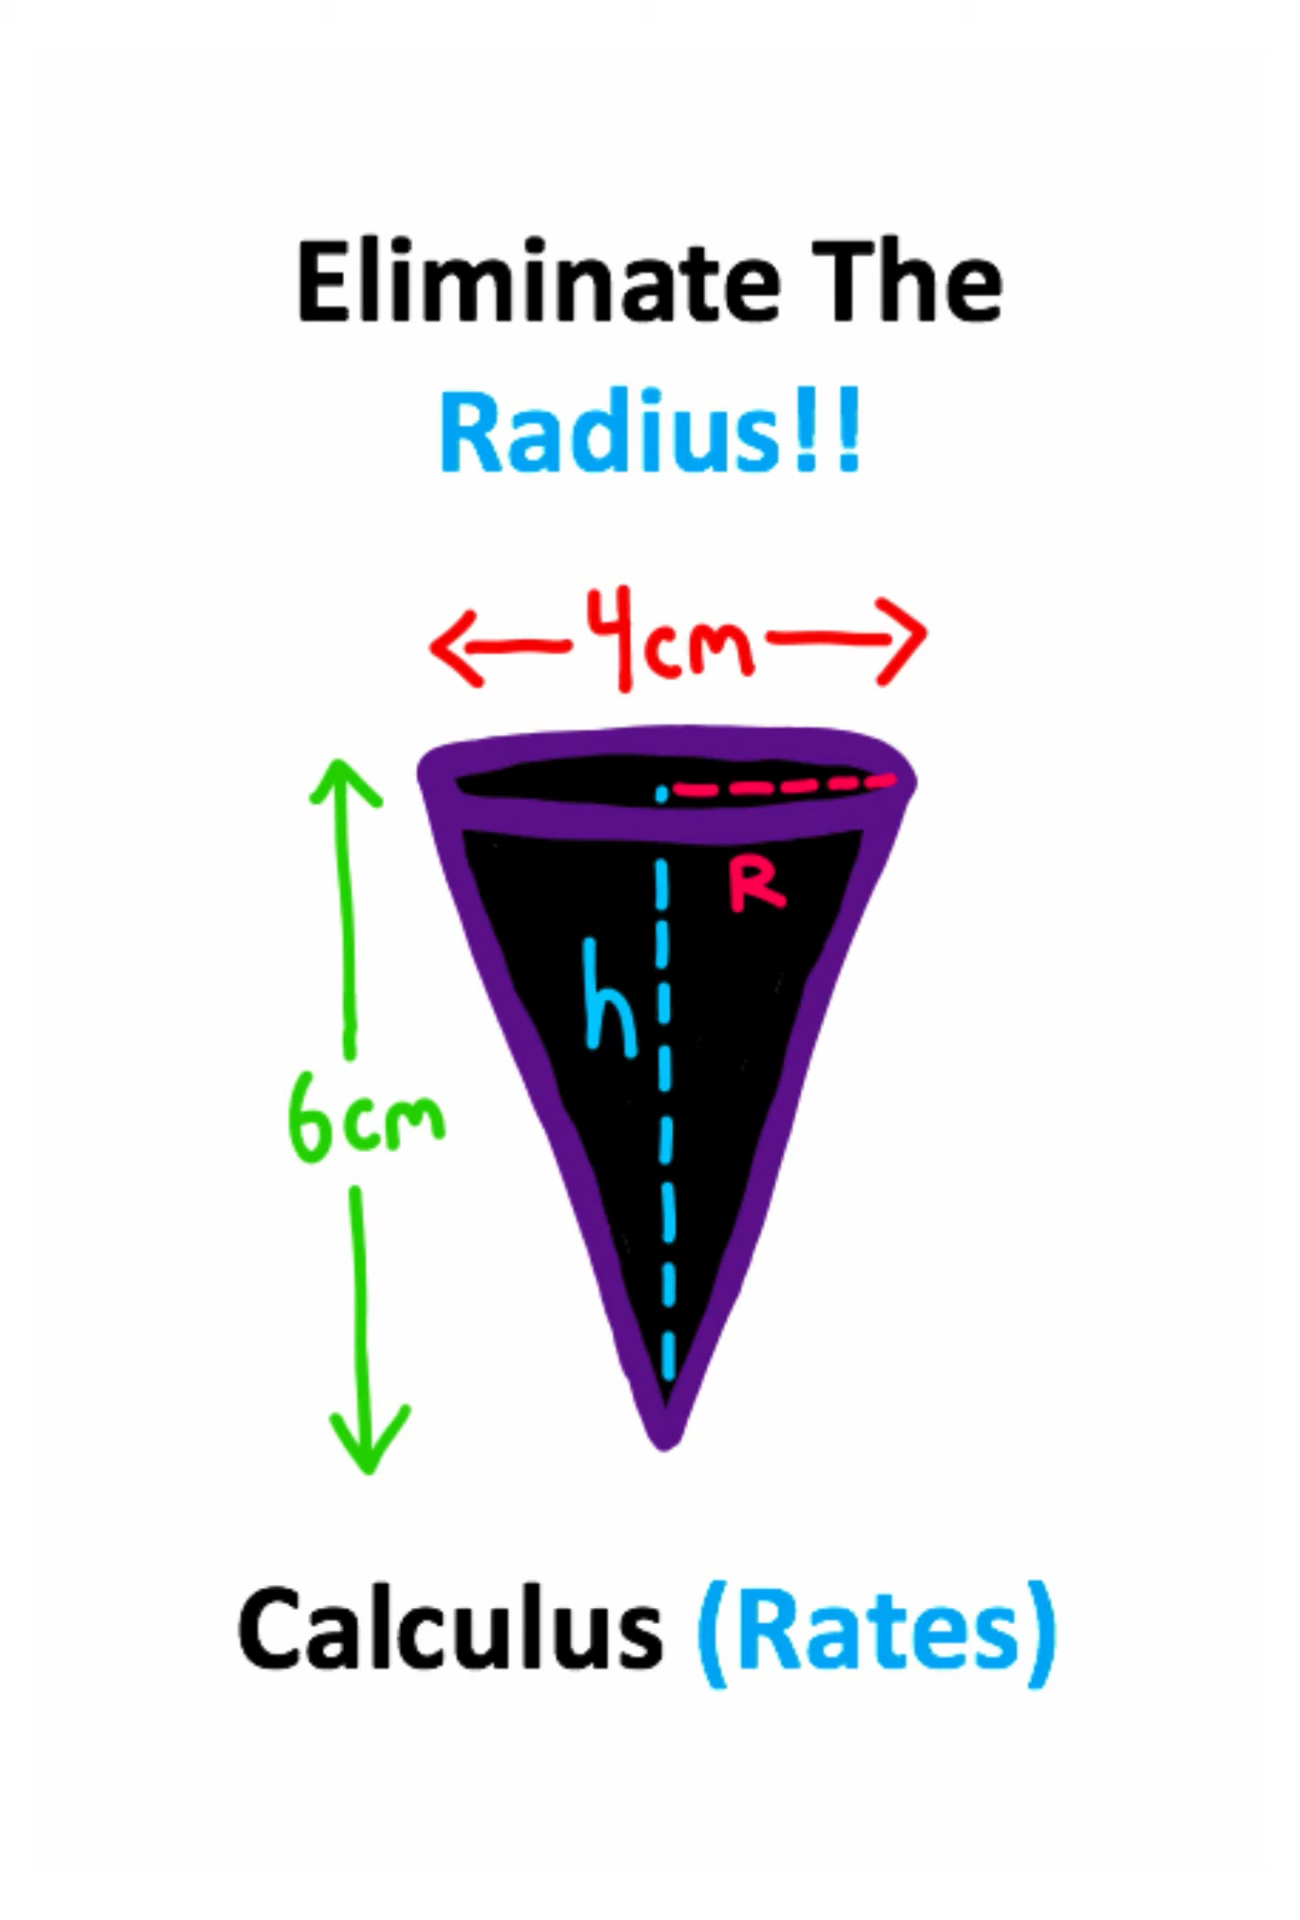 Eliminate The
Radius!!
4cm
R
h
6cm
Calculus (Rates)